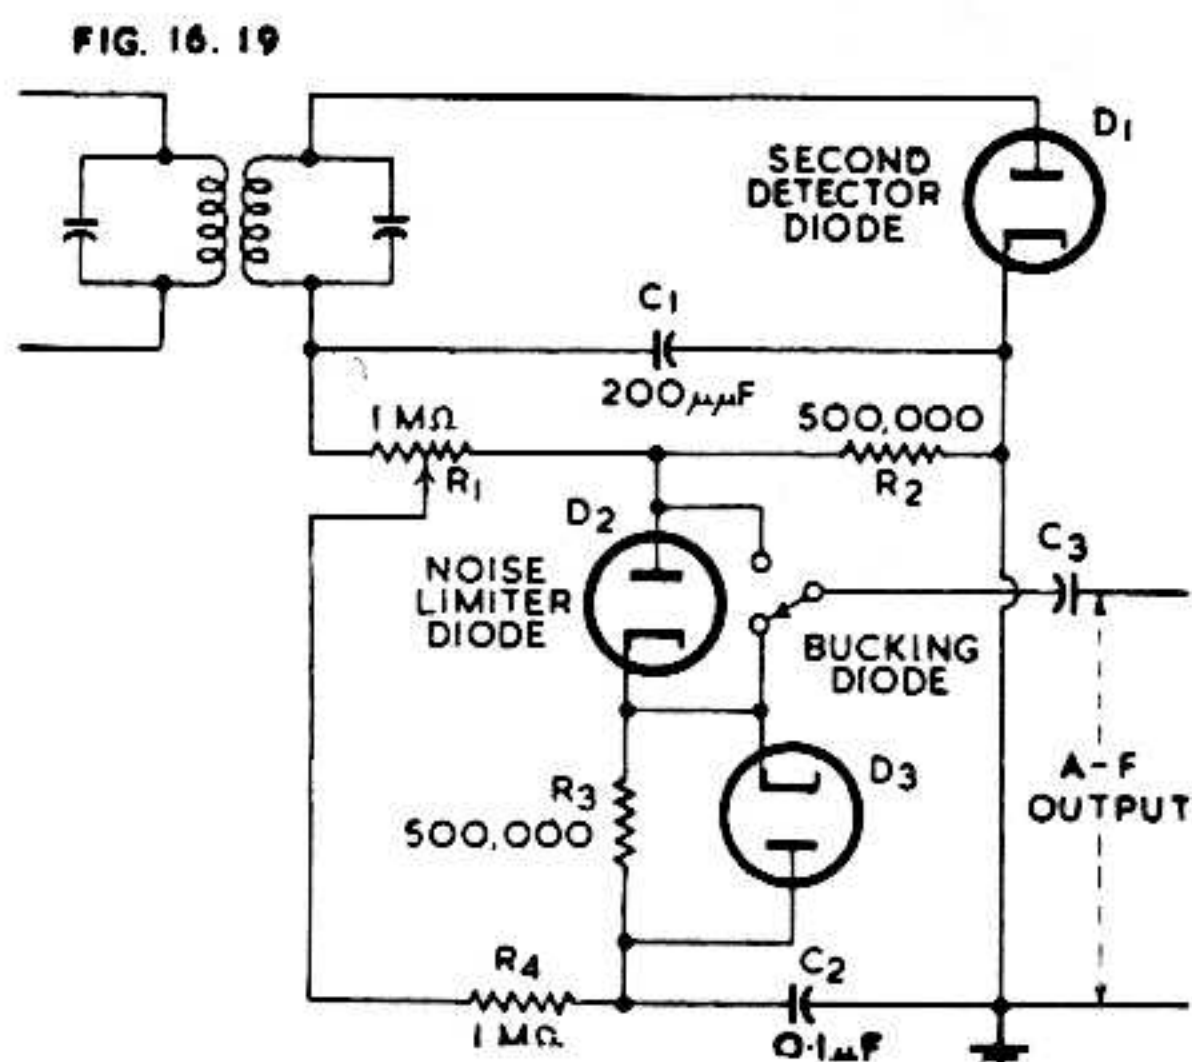 FIG. 16. 19
D1
SECOND
DETECTOR
DIODE
C1
200μμF
1 MΩ
R1
500,000
R2
D2
NOISE
LIMITER
DIODE
C3
BUCKING
DIODE
D3
R3
500,000
A-F
OUTPUT
R4
1 MΩ
C2
0·1μF